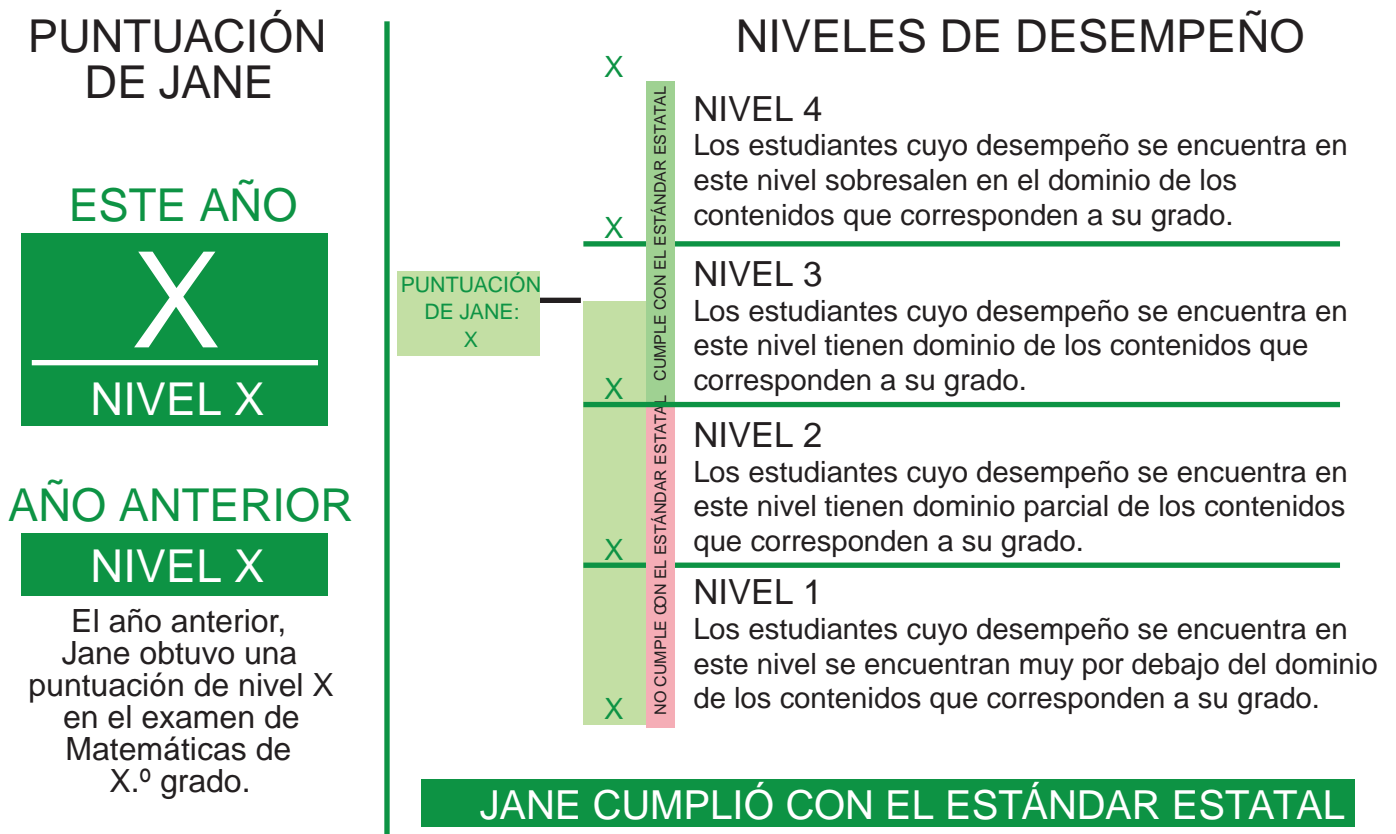 PUNTUACIÓN
DE JANE
ESTE AÑO
X
NIVEL X
AÑO ANTERIOR
NIVEL X
El año anterior,
Jane obtuvo una
puntuación de nivel X
en el examen de
Matemáticas de
X.º grado.
PUNTUACIÓN
DE JANE:
X
X
X
X
X
X
CUMPLE CON EL ESTÁNDAR ESTATAL
NO CUMPLE CON EL ESTÁNDAR ESTATAL
NIVELES DE DESEMPEÑO
NIVEL 4
Los estudiantes cuyo desempeño se encuentra en
este nivel sobresalen en el dominio de los
contenidos que corresponden a su grado.
NIVEL 3
Los estudiantes cuyo desempeño se encuentra en
este nivel tienen dominio de los contenidos que
corresponden a su grado.
NIVEL 2
Los estudiantes cuyo desempeño se encuentra en
este nivel tienen dominio parcial de los contenidos
que corresponden a su grado.
NIVEL 1
Los estudiantes cuyo desempeño se encuentra en
este nivel se encuentran muy por debajo del dominio
de los contenidos que corresponden a su grado.
JANE CUMPLIÓ CON EL ESTÁNDAR ESTATAL